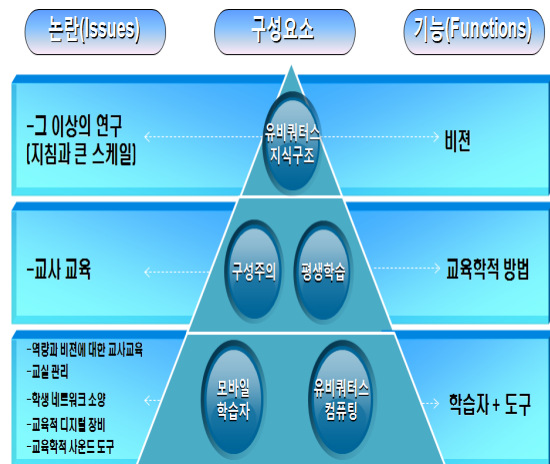 논란(Issues)
구성요소
기능(Functions)
-그 이상의 연구
(지침과 큰 스케일)
유비쿼터스
지식구조
비젼
-교사 교육
구성주의
평생학습
교육학적 방법
-역량과 비젼에 대한 교사교육
-교실 관리
-학생 네트워크 소양
-교육적 디지털 장비
-교육학적 사운드 도구
모바일
학습자
유비쿼터스
컴퓨팅
학습자 + 도구